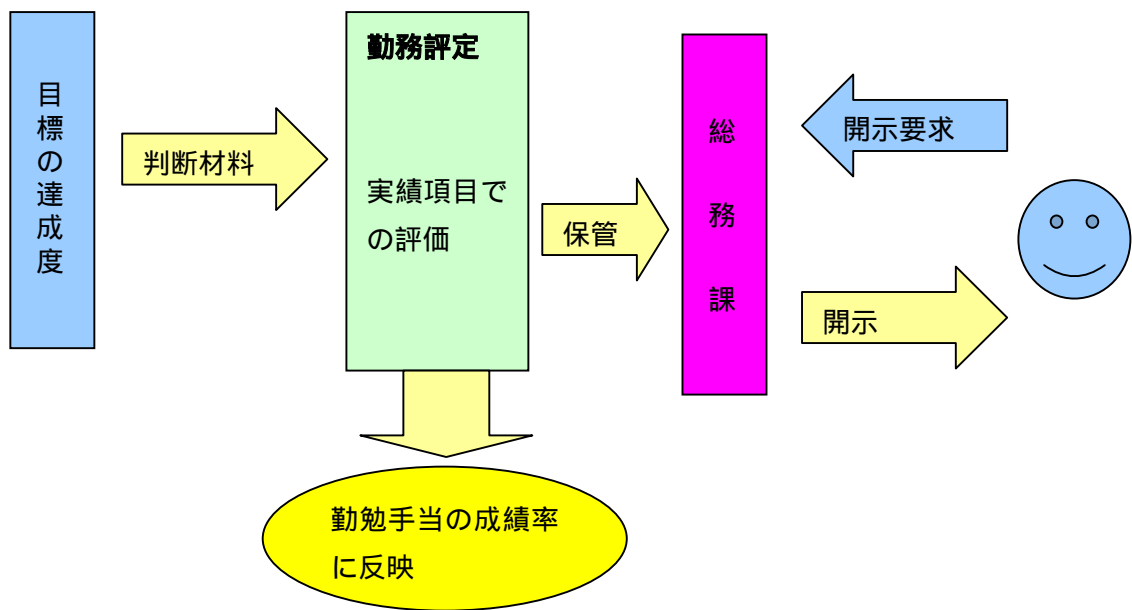 目標の達成度
判断材料
勤務評定
実績項目で
の評価
保管
総務課
開示要求
開示
勤勉手当の成績率
に反映